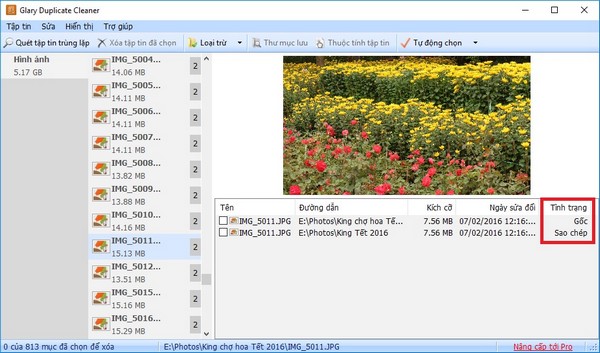 Glary Duplicate Cleaner
Tập tin Sửa Hiển thị Trợ giúp
Quét tập tin trùng lập Xóa tập tin đã chọn Loại trừ Thư mục lưu Thuộc tính tập tin Tự động chọn
Hình ảnh
5.17 GB
IMG_5004...
14.06 MB
2
IMG_5005...
14.11 MB
2
IMG_5006...
14.11 MB
2
IMG_5007...
14.11 MB
2
IMG_5008...
13.82 MB
2
IMG_5009...
13.88 MB
2
IMG_5010...
14.16 MB
2
IMG_5011...
15.13 MB
2
IMG_5012...
13.51 MB
2
IMG_5015...
15.16 MB
2
IMG_5016...
15.29 MB
2
Tên Đường dẫn Kích cỡ Ngày sửa đổi Tình trạng
IMG_5011.JPG E:\Photos\King chợ hoa Tế... 7.56 MB 07/02/2016 12:16:... Gốc
IMG_5011.JPG E:\Photos\King Tết 2016 7.56 MB 07/02/2016 12:16:... Sao chép
0 của 813 mục đã chọn để xóa E:\Photos\King chợ hoa Tết 2016\IMG_5011.JPG Nâng cấp tới Pro